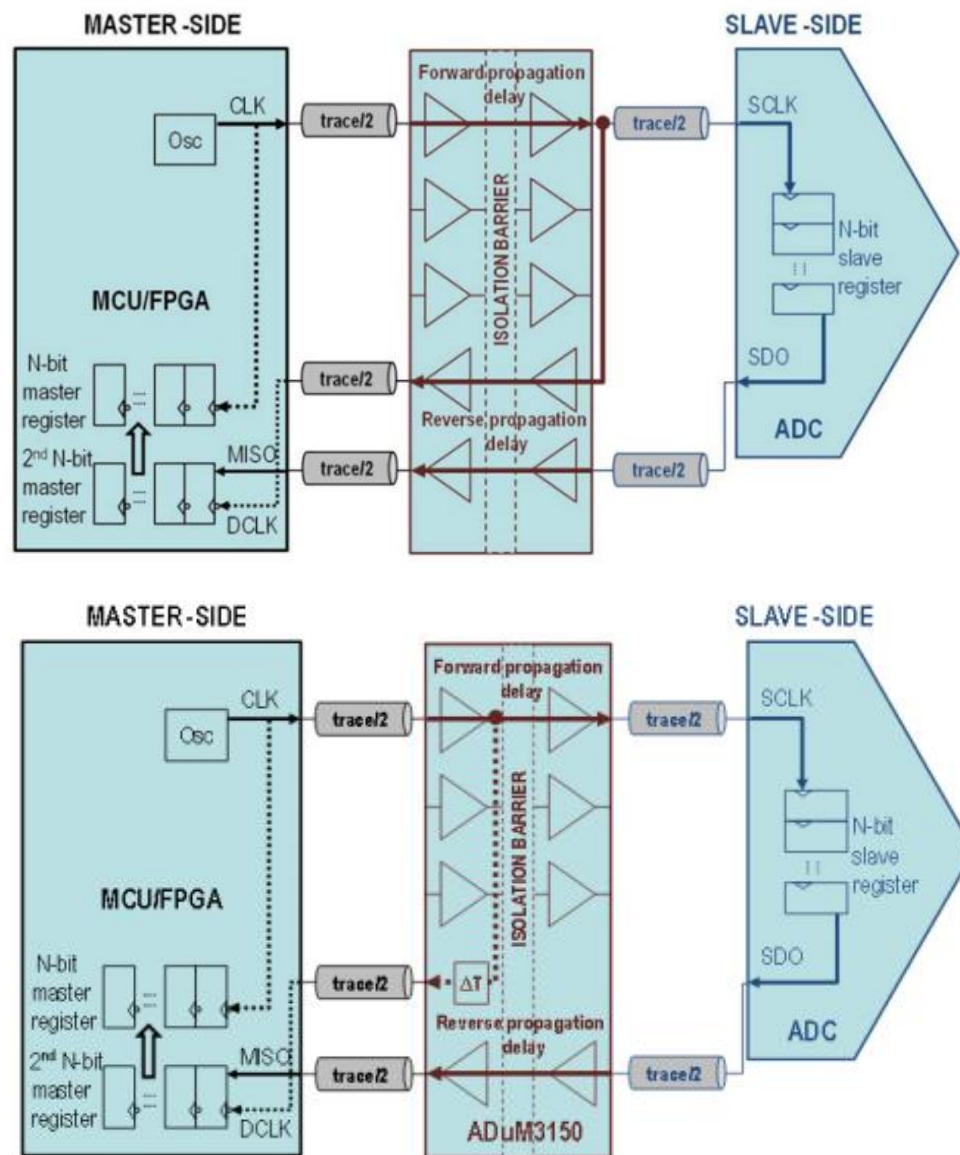 MASTER-SIDE
SLAVE-SIDE
Forward propagation
delay
CLK
trace/2
trace/2
SCLK
Osc
ISOLATION BARRIER
N-bit
slave
register
MCU/FPGA
N-bit
master
register
trace/2
SDO
Reverse propagation
delay
ADC
2nd N-bit
master
register
MISO
trace/2
trace/2
DCLK
MASTER-SIDE
SLAVE-SIDE
Forward propagation
delay
CLK
trace/2
trace/2
SCLK
Osc
ISOLATION BARRIER
N-bit
slave
register
MCU/FPGA
N-bit
master
register
trace/2
ΔT
SDO
Reverse propagation
delay
ADC
2nd N-bit
master
register
MISO
trace/2
trace/2
DCLK
ADuM3150